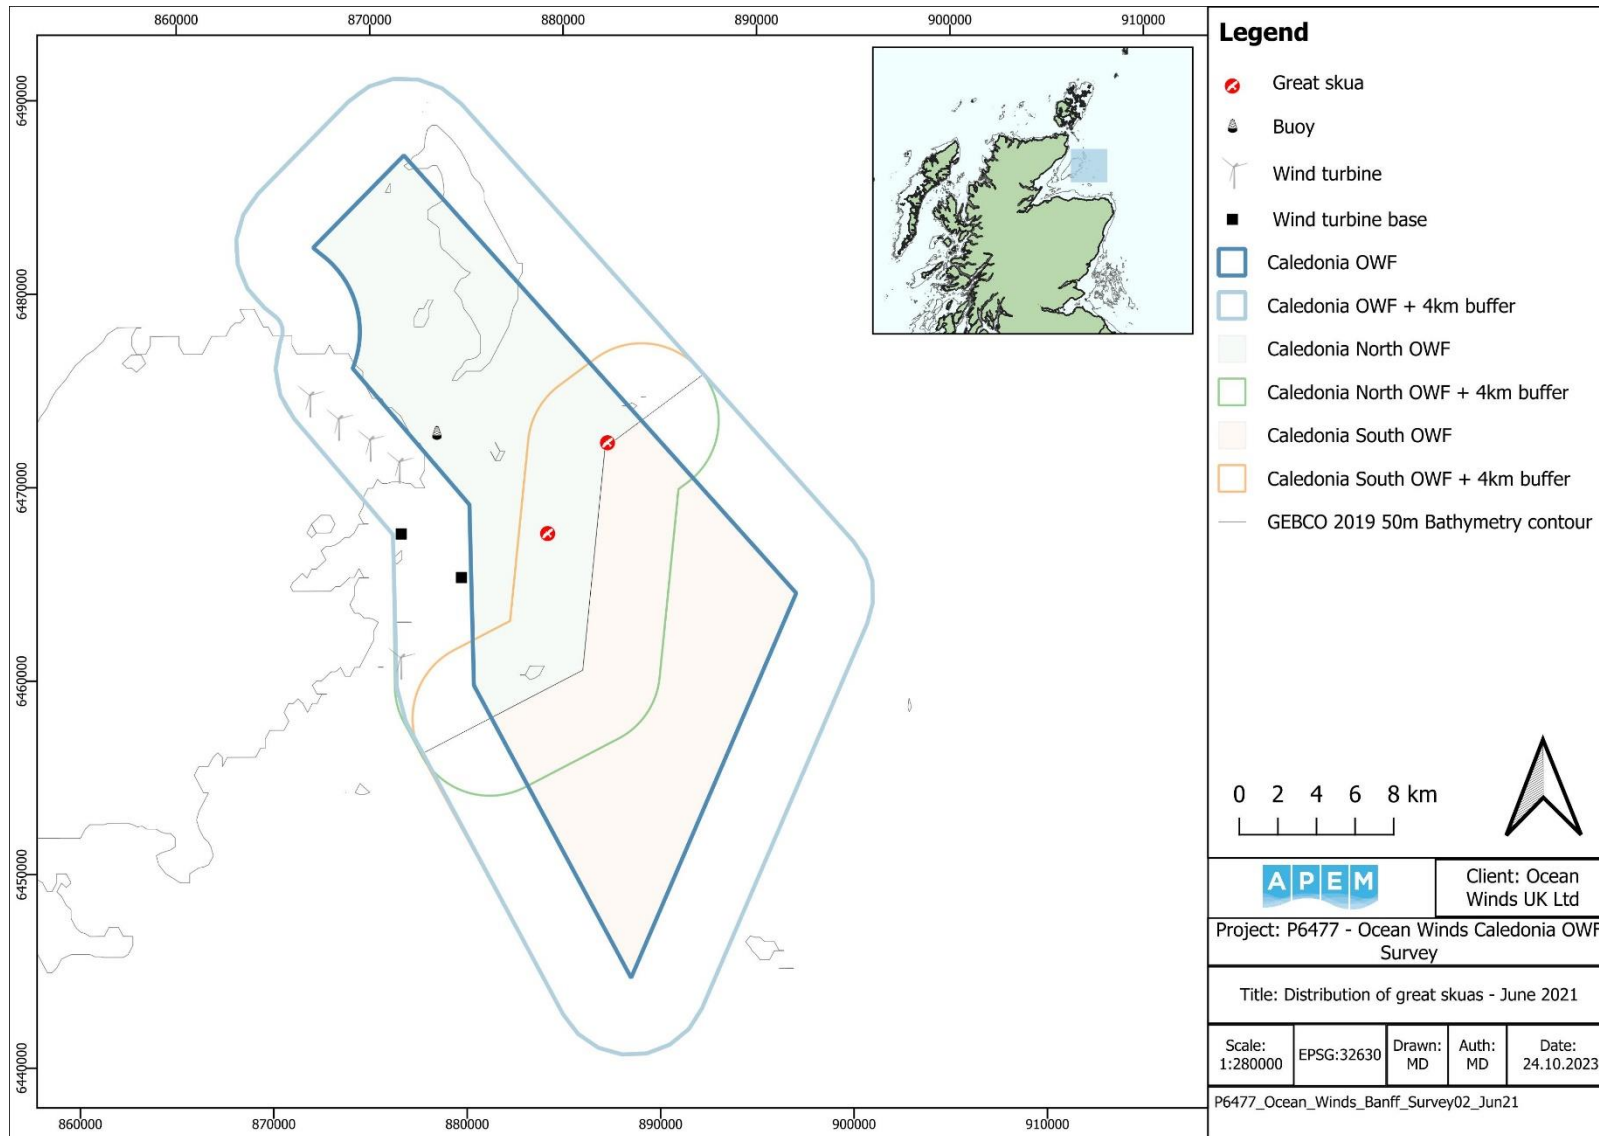 860000 870000 880000 890000 900000 910000
6490000
6480000
6470000
6460000
6450000
6440000
860000 870000 880000 890000 900000 910000
Legend
Great skua
Buoy
Wind turbine
Wind turbine base
Caledonia OWF
Caledonia OWF + 4km buffer
Caledonia North OWF
Caledonia North OWF + 4km buffer
Caledonia South OWF
Caledonia South OWF + 4km buffer
GEBCO 2019 50m Bathymetry contour
0 2 4 6 8 km
APEM
Client: Ocean
Winds UK Ltd
Project: P6477 - Ocean Winds Caledonia OWF
Survey
Title: Distribution of great skuas - June 2021
Scale:
1:280000
EPSG:32630
Drawn:
MD
Auth:
MD
Date:
24.10.2023
P6477_Ocean_Winds_Banff_Survey02_Jun21